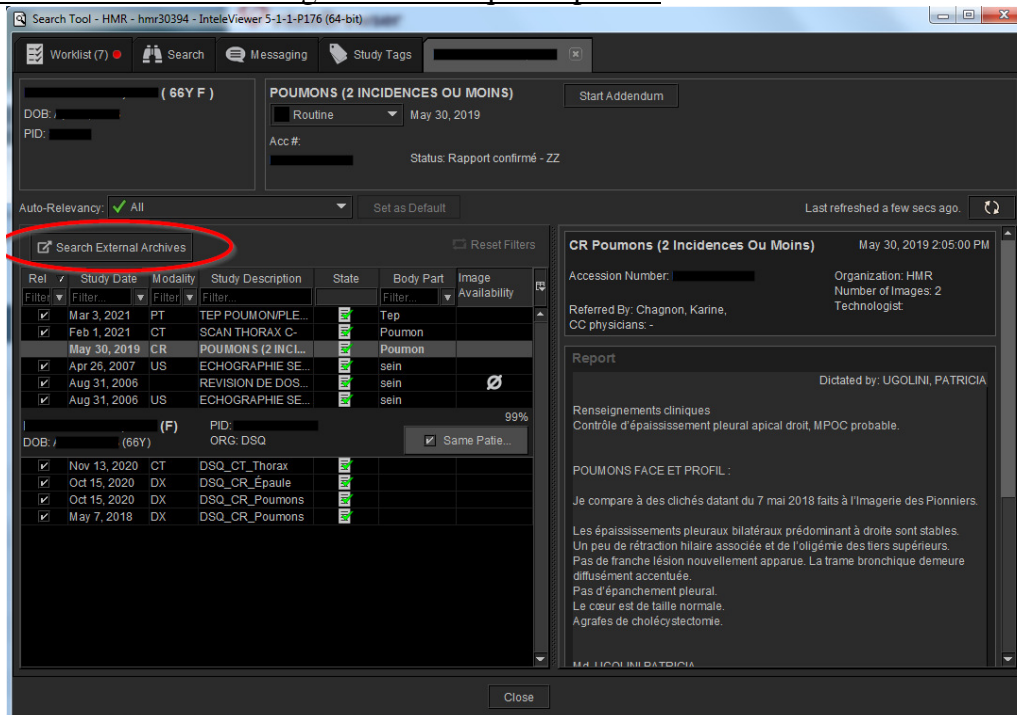 Search Tool - HMR - hmr30394 - InteleViewer 5-1-1-P176 (64-bit)
Worklist (7) Search Messaging Study Tags
( 66Y F )
DOB:
PID:
POUMONS (2 INCIDENCES OU MOINS)
Routine May 30, 2019
Acc #:
Status: Rapport confirmé - ZZ
Start Addendum
Auto-Relevancy: All Set as Default Last refreshed a few secs ago.
Search External Archives Reset Filters
Rel Study Date Modality Study Description State Body Part Image Availability
Filter Filter... Filter Filter... Filter...
Mar 3, 2021 PT TEP POUMON/PLE... Tep
Feb 1, 2021 CT SCAN THORAX C- Poumon
May 30, 2019 CR POUMONS (2 INCI... Poumon
Apr 26, 2007 US ECHOGRAPHIE SE... sein
Aug 31, 2006 REVISION DE DOS... sein
Aug 31, 2006 US ECHOGRAPHIE SE... sein
(F) PID: 99%
DOB: (66Y) ORG: DSQ Same Patie...
Nov 13, 2020 CT DSQ_CT_Thorax
Oct 15, 2020 DX DSQ_CR_Épaule
Oct 15, 2020 DX DSQ_CR_Poumons
May 7, 2018 DX DSQ_CR_Poumons
CR Poumons (2 Incidences Ou Moins) May 30, 2019 2:05:00 PM
Accession Number: Organization: HMR
Number of Images: 2
Referred By: Chagnon, Karine, Technologist:
CC physicians: -
Report
Dictated by: UGOLINI, PATRICIA
Renseignements cliniques
Contrôle d'épaississement pleural apical droit, MPOC probable.
POUMONS FACE ET PROFIL :
Je compare à des clichés datant du 7 mai 2018 faits à l'Imagerie des Pionniers.
Les épaississements pleuraux bilatéraux prédominant à droite sont stables.
Un peu de rétraction hilaire associée et de l'oligémie des tiers supérieurs.
Pas de franche lésion nouvellement apparue. La trame bronchique demeure
diffusément accentuée.
Pas d'épanchement pleural.
Le cœur est de taille normale.
Agrafes de cholécystectomie.
Md. UGOLINI PATRICIA
Close